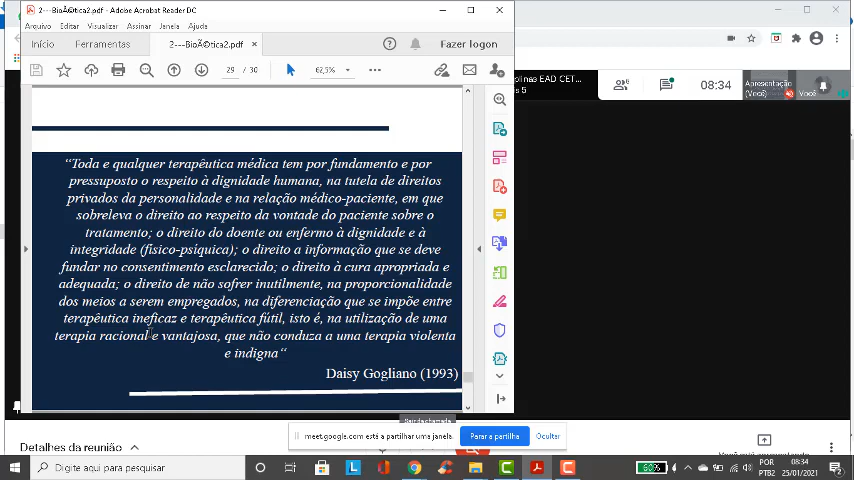 2---BioÃ©tica2.pdf - Adobe Acrobat Reader DC
Arquivo Editar Visualizar Assinar Janela Ajuda
Início Ferramentas 2---BioÃ©tica2.pdf × Fazer logon
29 / 30 62,5%
plinas EAD CET...
s 5
6
08:34
Apresentação
(Você)
Você
“Toda e qualquer terapêutica médica tem por fundamento e por
pressuposto o respeito à dignidade humana, na tutela de direitos
privados da personalidade e na relação médico-paciente, em que
sobreleva o direito ao respeito da vontade do paciente sobre o
tratamento; o direito do doente ou enfermo à dignidade e à
integridade (físico-psíquica); o direito a informação que se deve
fundar no consentimento esclarecido; o direito à cura apropriada e
adequada; o direito de não sofrer inutilmente, na proporcionalidade
dos meios a serem empregados, na diferenciação que se impõe entre
terapêutica ineficaz e terapêutica fútil, isto é, na utilização de uma
terapia racional e vantajosa, que não conduza a uma terapia violenta
e indigna“
Daisy Gogliano (1993)
meet.google.com está a partilhar uma janela. Parar a partilha Ocultar
Detalhes da reunião
Digite aqui para pesquisar
60%
POR
PTB2
08:34
25/01/2021
2